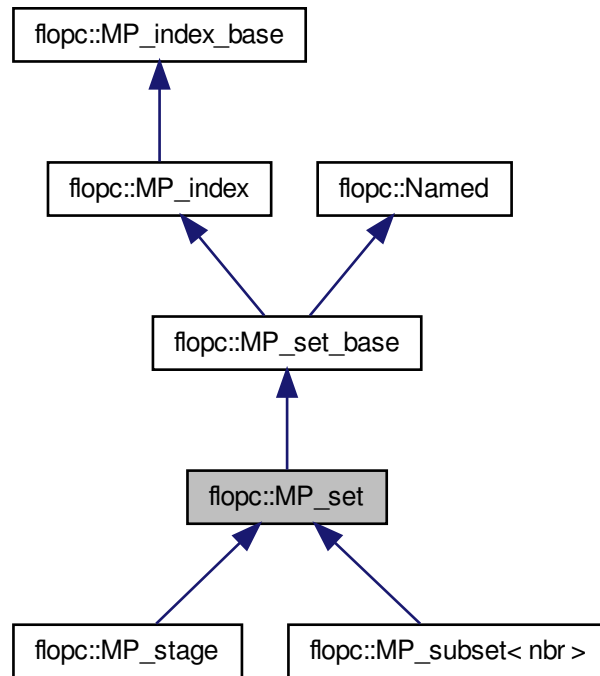 flopc::MP_index_base
flopc::MP_index
flopc::Named
flopc::MP_set_base
flopc::MP_set
flopc::MP_stage
flopc::MP_subset< nbr >